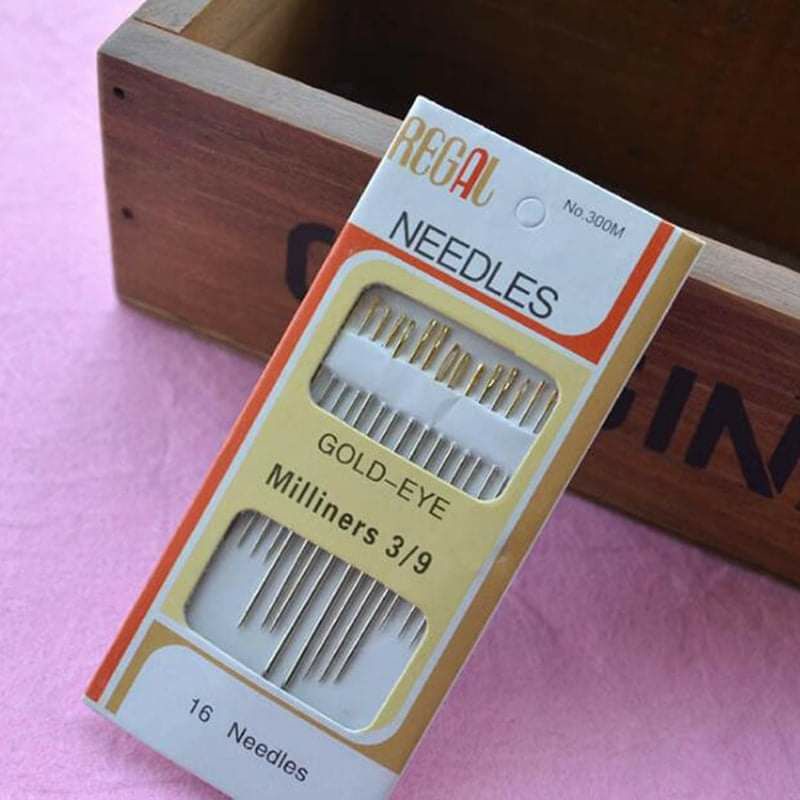 REGAL
No.300M
NEEDLES
GOLD-EYE
Milliners 3/9
16 Needles